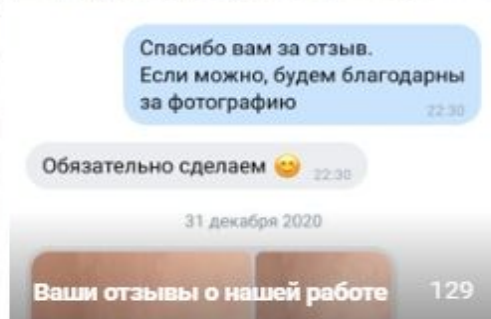 Спасибо вам за отзыв.
Если можно, будем благодарны
за фотографию
22:30
Обязательно сделаем 😊 22:30
31 декабря 2020
Ваши отзывы о нашей работе 129